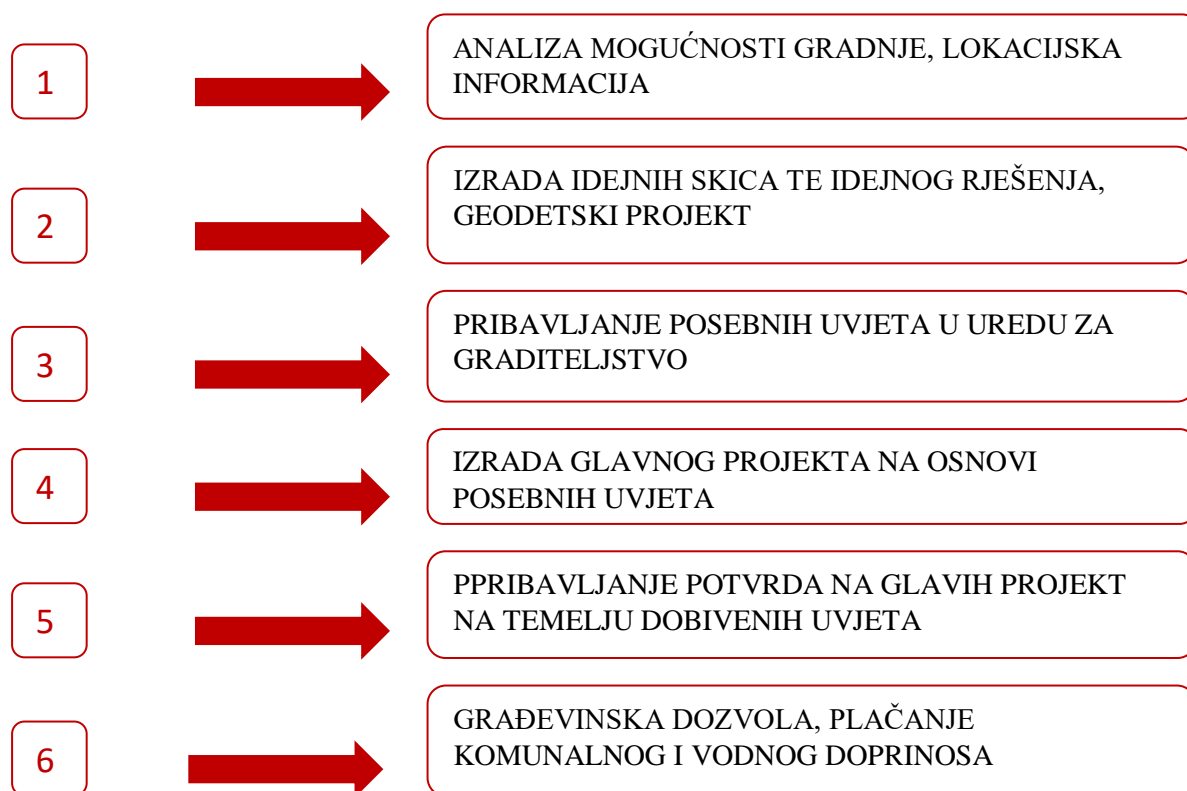 1
ANALIZA MOGUĆNOSTI GRADNJE, LOKACIJSKA
INFORMACIJA
2
IZRADA IDEJNIH SKICA TE IDEJNOG RJEŠENJA,
GEODETSKI PROJEKT
3
PRIBAVLJANJE POSEBNIH UVJETA U UREDU ZA
GRADITELJSTVO
4
IZRADA GLAVNOG PROJEKTA NA OSNOVI
POSEBNIH UVJETA
5
PPRIBAVLJANJE POTVRDA NA GLAVIH PROJEKT
NA TEMELJU DOBIVENIH UVJETA
6
GRAĐEVINSKA DOZVOLA, PLAČANJE
KOMUNALNOG I VODNOG DOPRINOSA